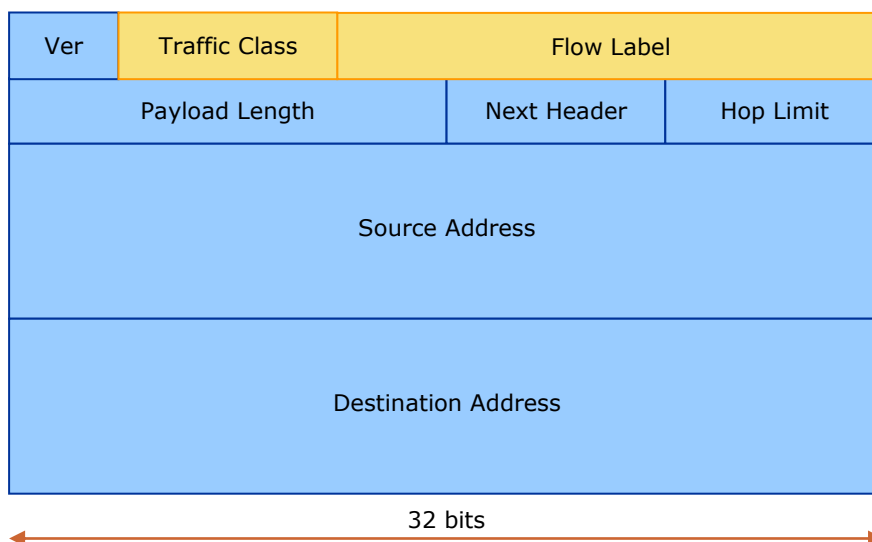 Ver Traffic Class Flow Label
Payload Length Next Header Hop Limit
Source Address
Destination Address
32 bits